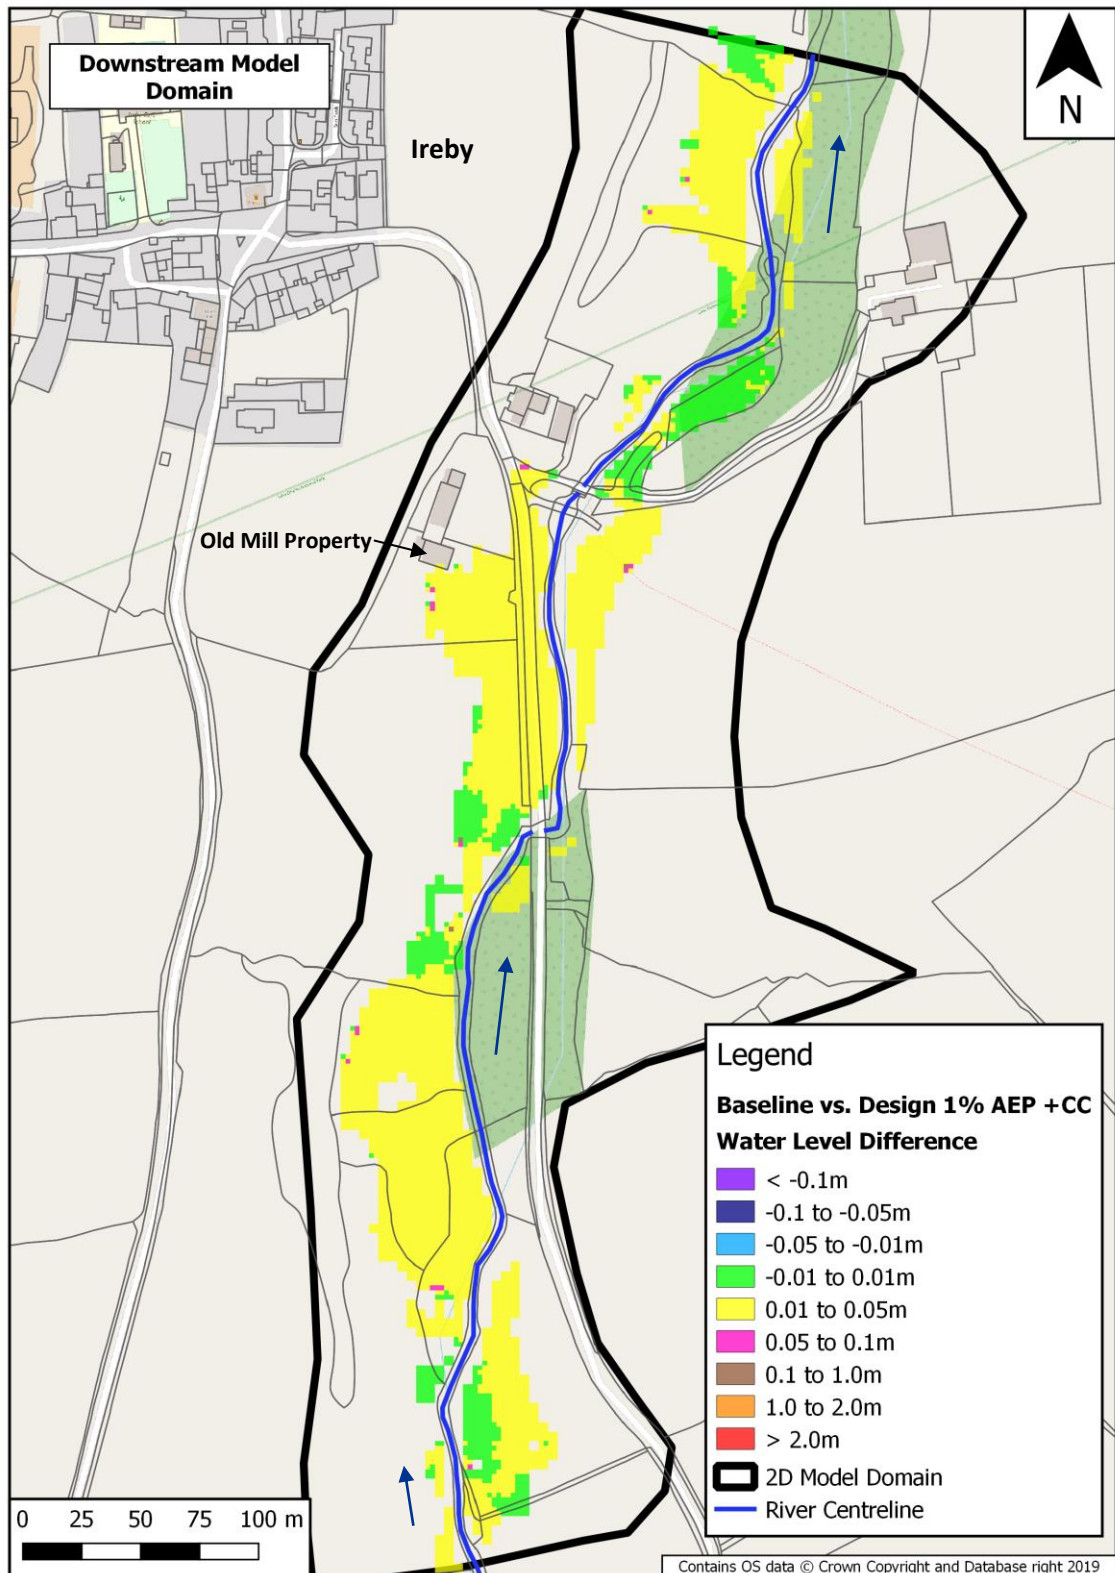 Downstream Model
Domain
Ireby
N
Old Mill Property
Legend
Baseline vs. Design 1% AEP +CC
Water Level Difference
< -0.1m
-0.1 to -0.05m
-0.05 to -0.01m
-0.01 to 0.01m
0.01 to 0.05m
0.05 to 0.1m
0.1 to 1.0m
1.0 to 2.0m
> 2.0m
2D Model Domain
River Centreline
0 25 50 75 100 m
Contains OS data © Crown Copyright and Database right 2019